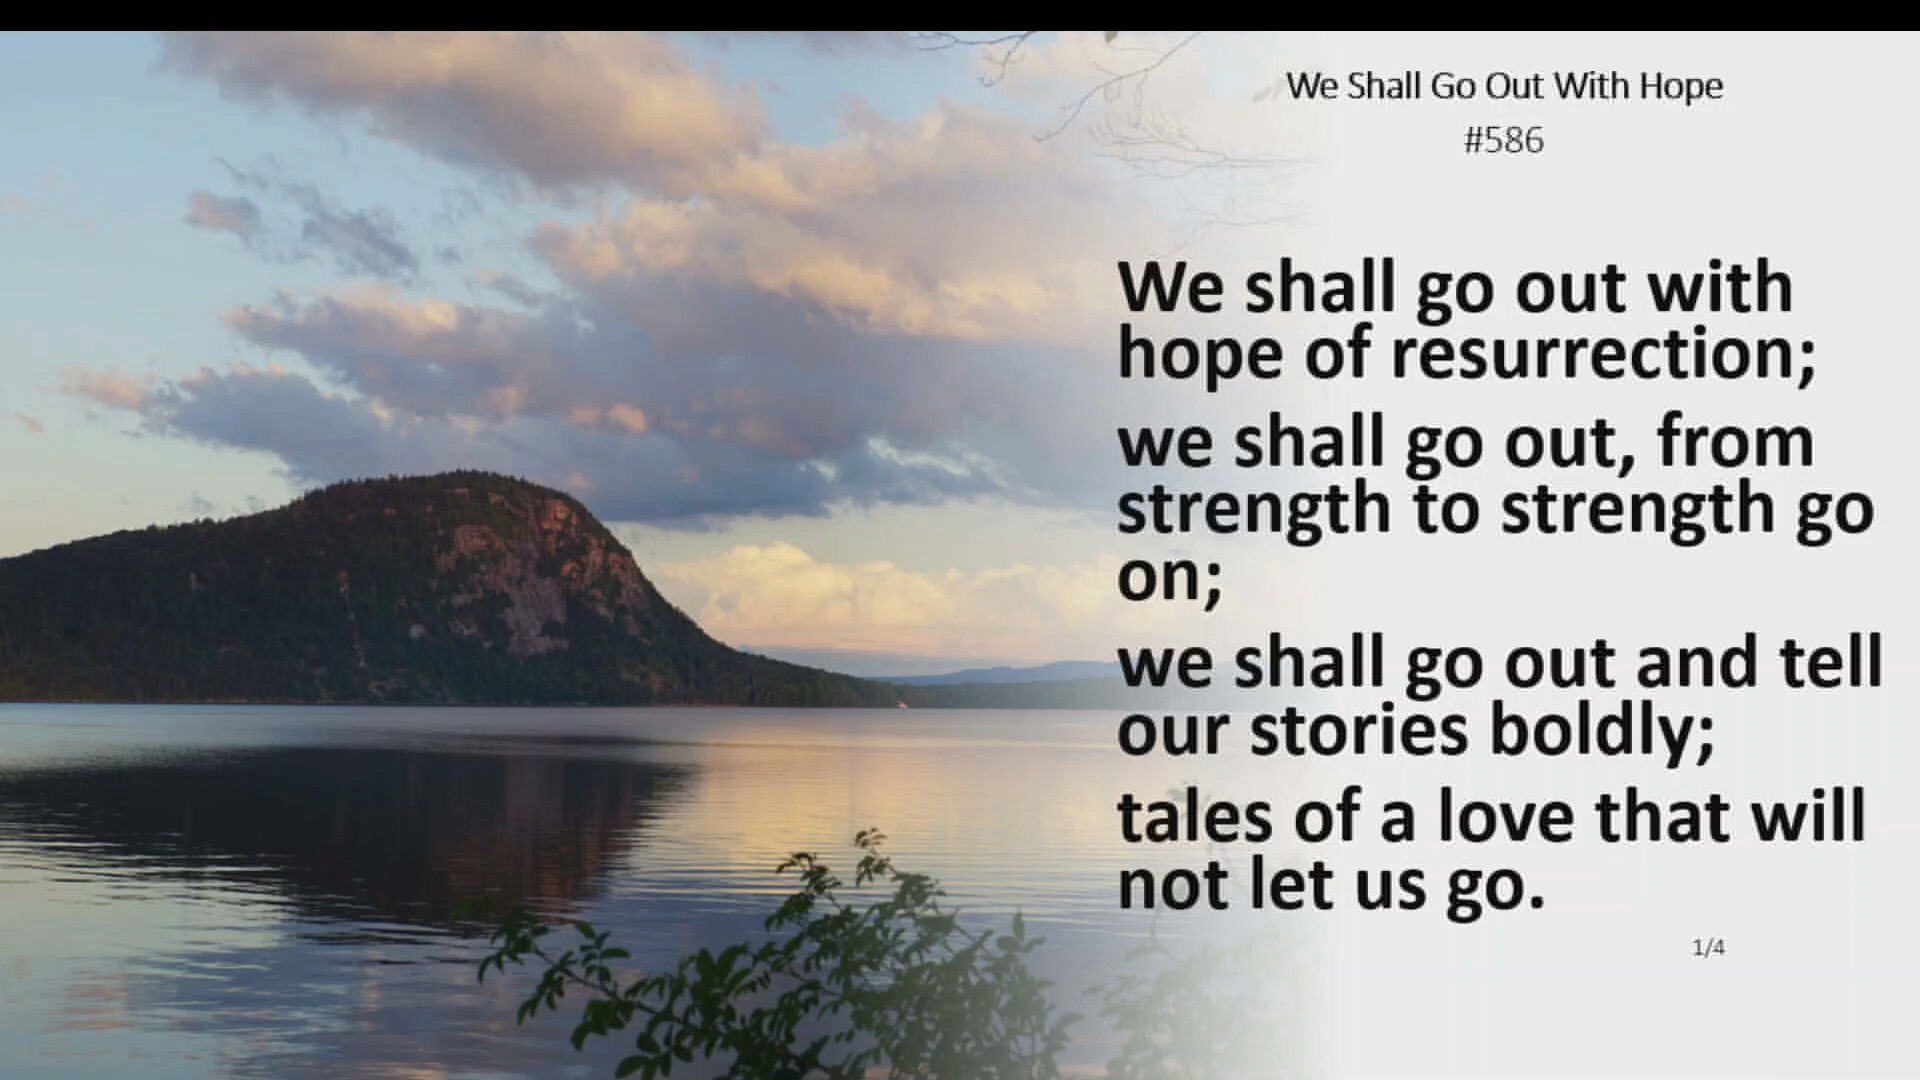 We Shall Go Out With Hope
#586
We shall go out with
hope of resurrection;
we shall go out, from
strength to strength go
on;
we shall go out and tell
our stories boldly;
tales of a love that will
not let us go.
1/4